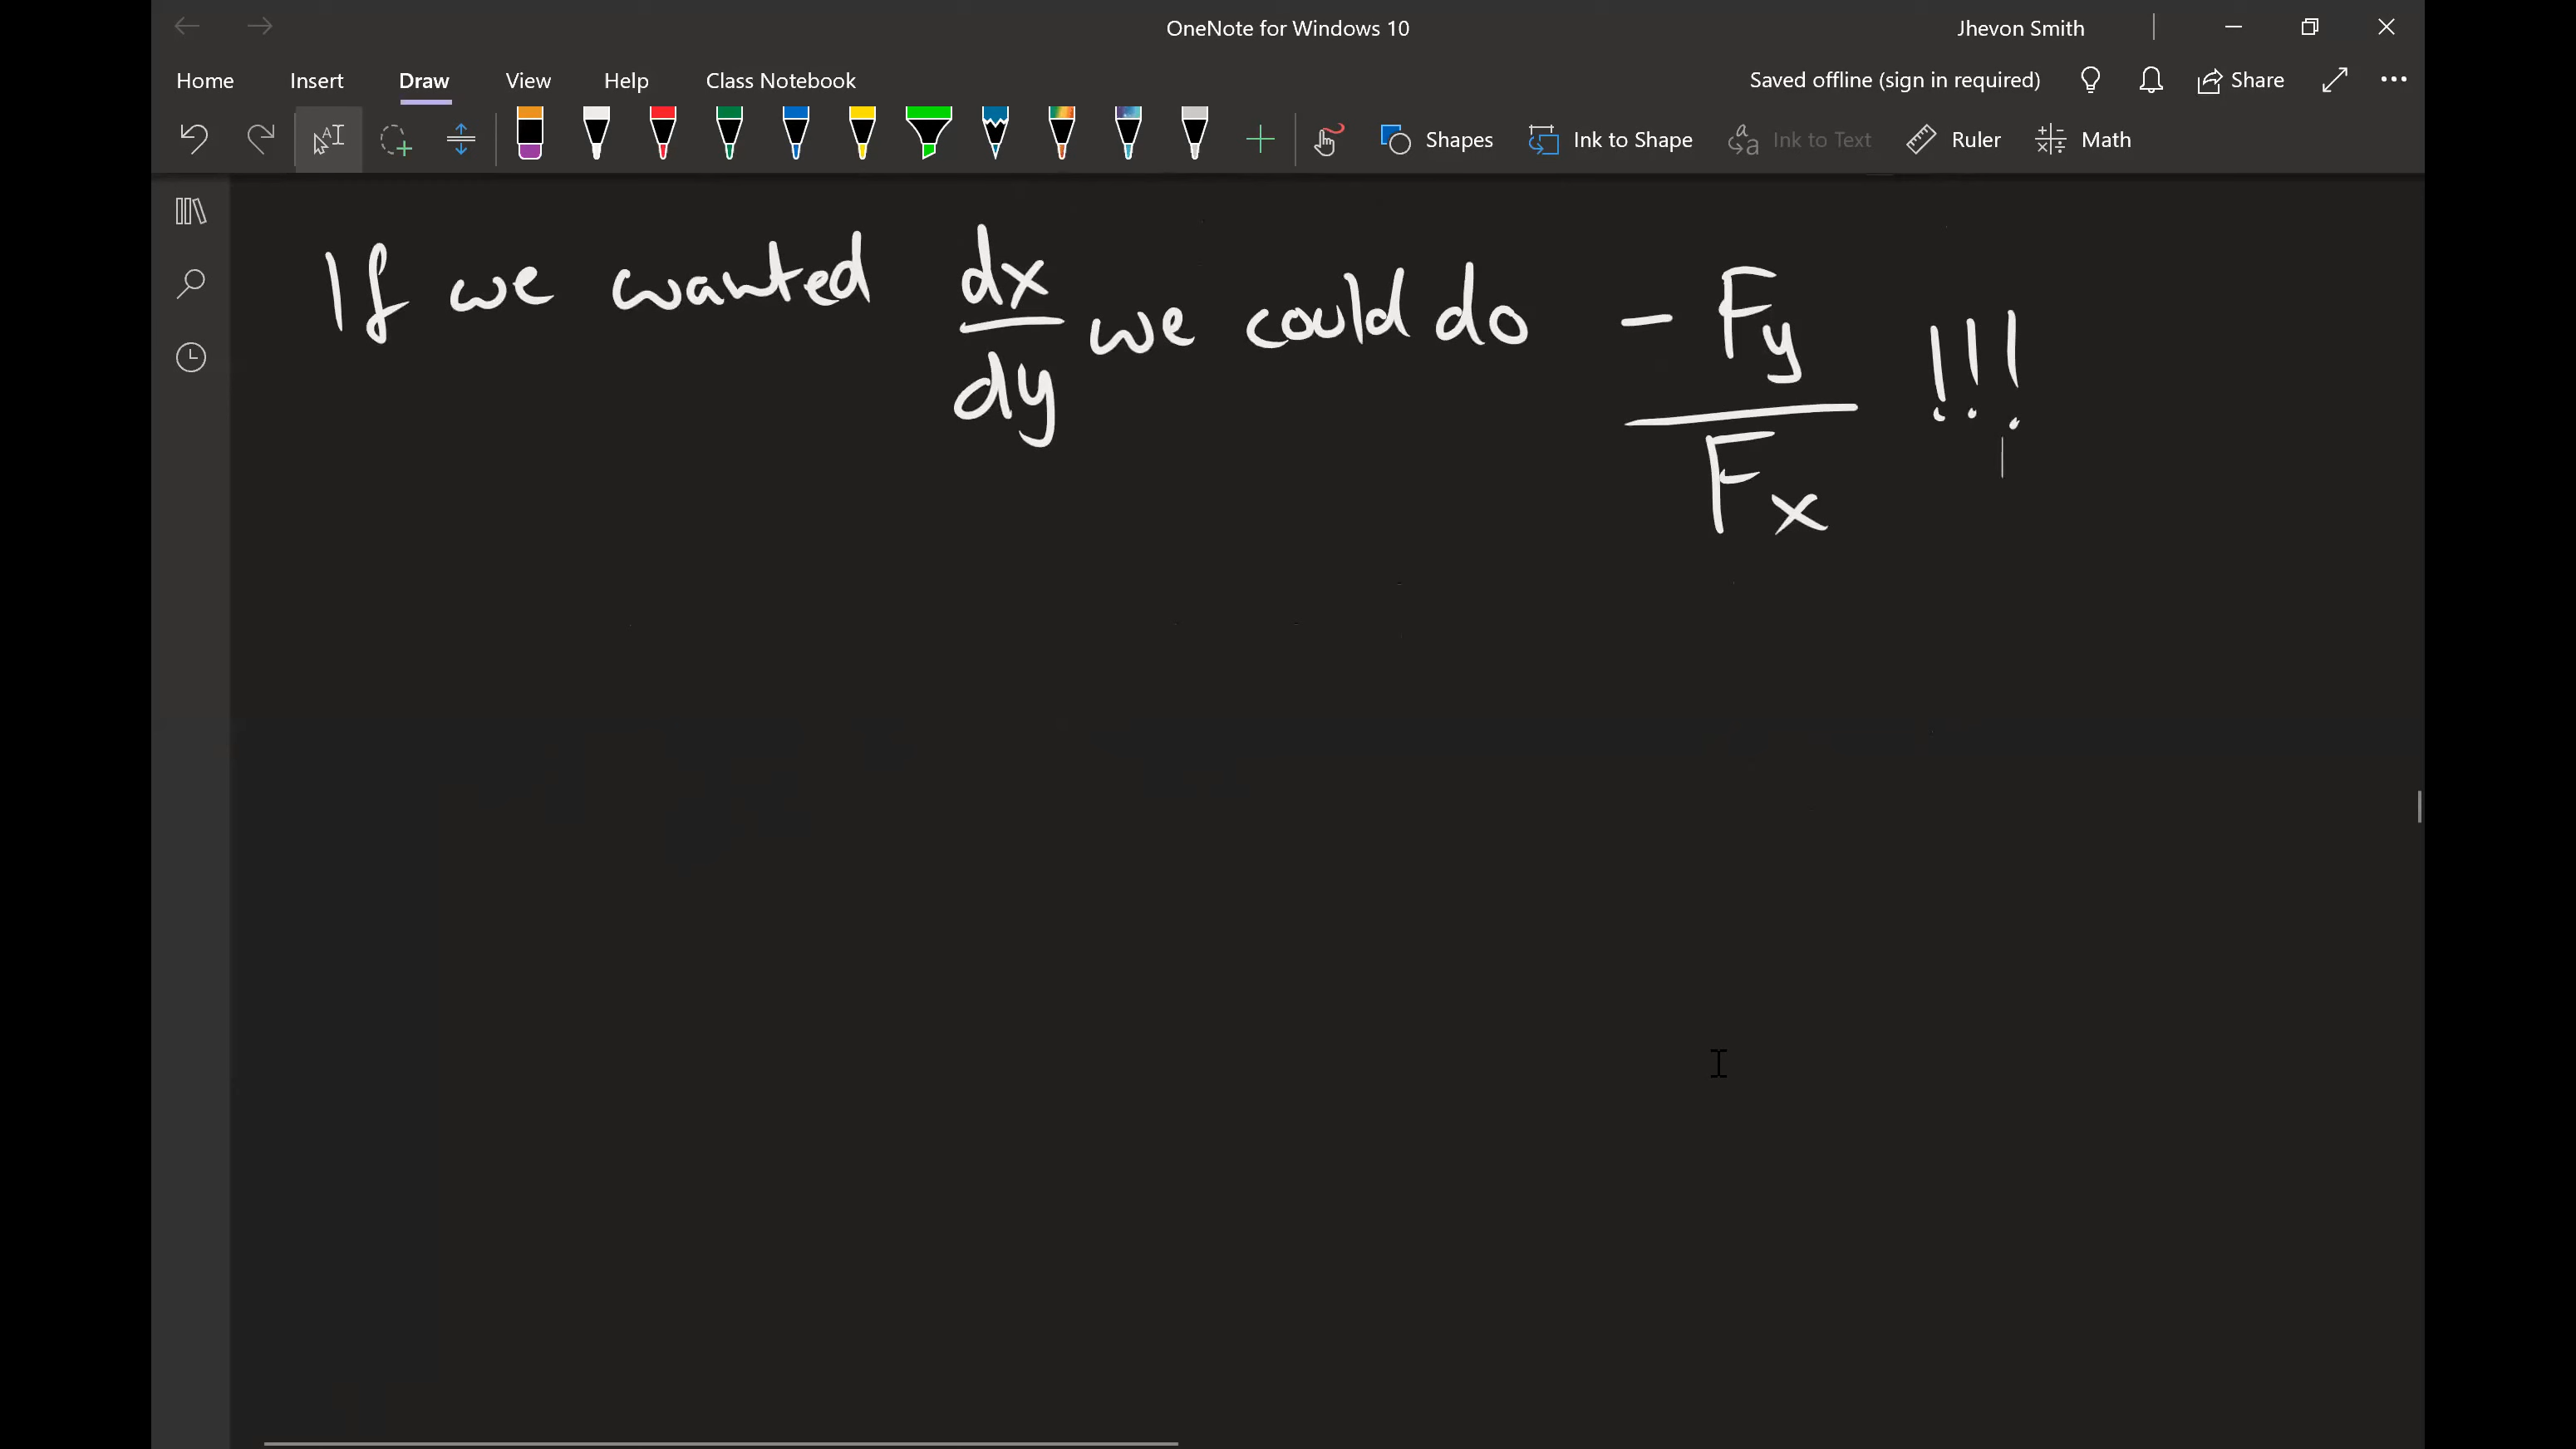 OneNote for Windows 10
Jhevon Smith
Home Insert Draw View Help Class Notebook
Saved offline (sign in required) Share
Shapes Ink to Shape Ink to Text Ruler Math
If we wanted dx/dy we could do -Fy/Fx !!!